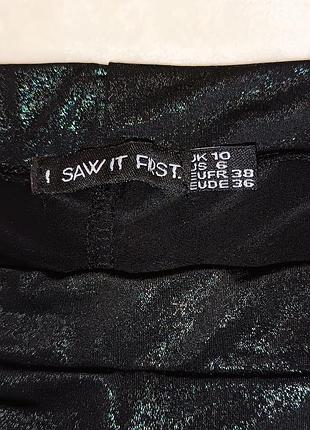 I SAW IT FIRST.
UK 10
US 6
EUFR 38
EUDE 36